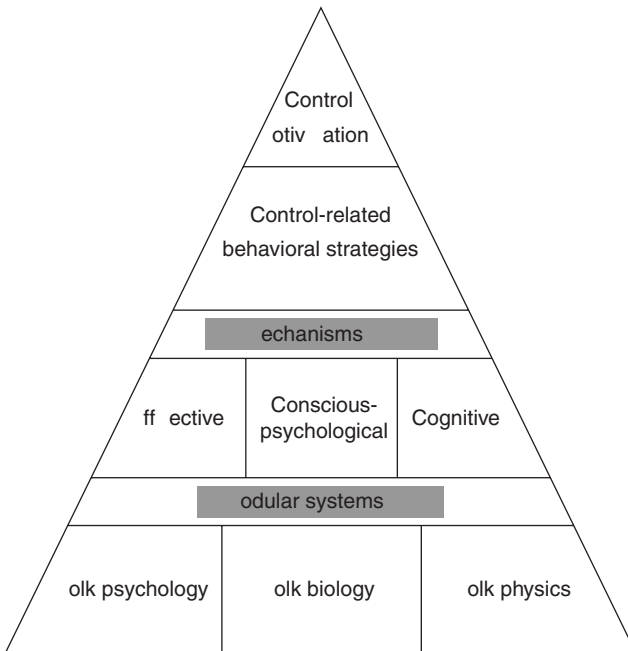 Control
otiv ation
Control-related
behavioral strategies
echanisms
ff ective
Conscious-
psychological
Cognitive
odular systems
olk psychology
olk biology
olk physics